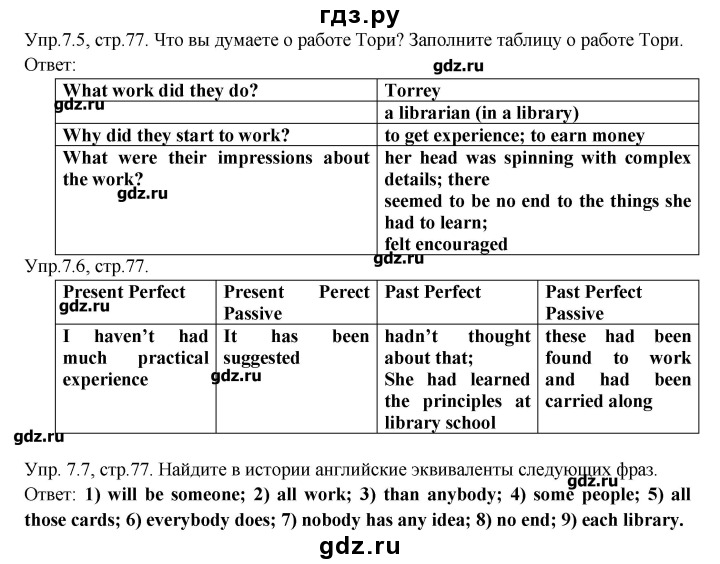 гдз.ру
Упр.7.5, стр.77. Что вы думаете о работе Тори? Заполните таблицу о работе Тори.
Ответ:
gdz.ru
What work did they do? Torrey
gdz.ru
a librarian (in a library)
Why did they start to work? to get experience; to earn money
What were their impressions about her head was spinning with complex
the work? details; there
gdz.ru
seemed to be no end to the things she
had to learn;
felt encouraged
gdz.ru
Упр.7.6, стр.77.
Present Perfect Present Perect Past Perfect Past Perfect
gdz.ru
Passive Passive
I haven’t had It has been hadn’t thought these had been
much practical suggested about that; found to work
experience She had learned and had been
gdz.ru
the principles at carried along
library school
gdz.ru
Упр. 7.7, стр.77. Найдите в истории английские эквиваленты следующих фраз.
gdz.ru
Ответ: 1) will be someone; 2) all work; 3) than anybody; 4) some people; 5) all
those cards; 6) everybody does; 7) nobody has any idea; 8) no end; 9) each library.
gdz.ru